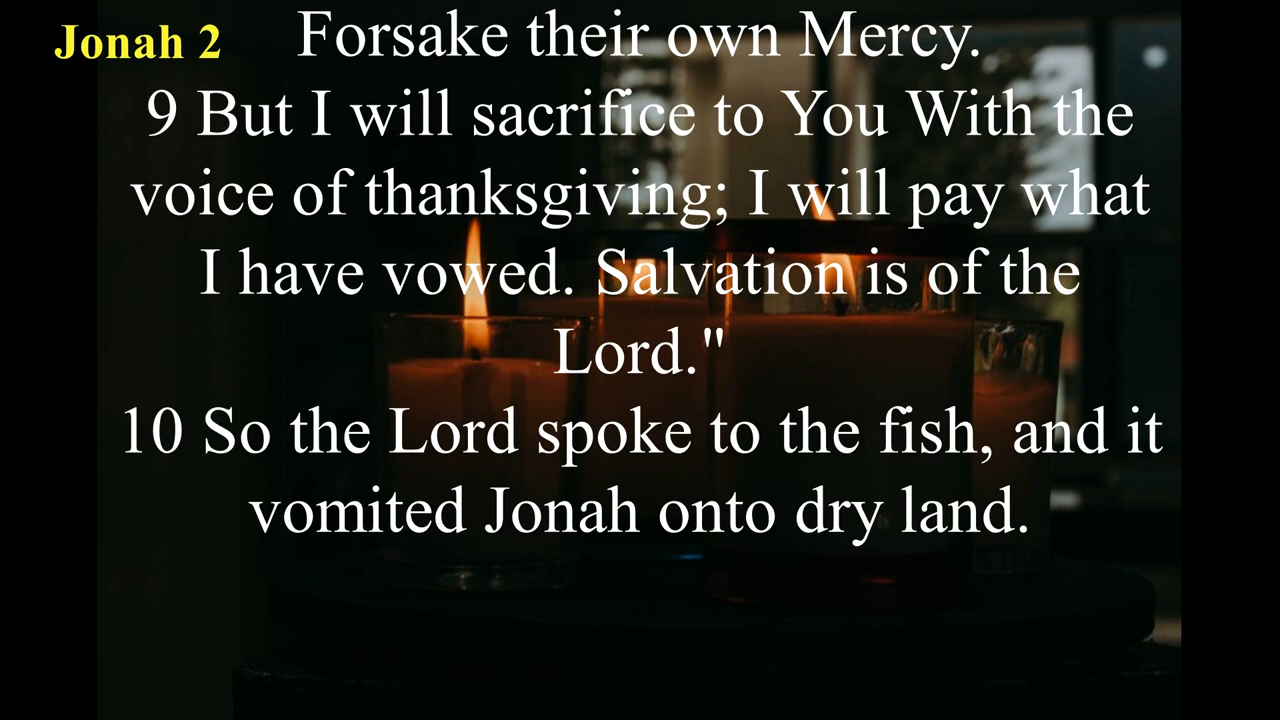 Jonah 2
Forsake their own Mercy.
9 But I will sacrifice to You With the
voice of thanksgiving; I will pay what
I have vowed. Salvation is of the
Lord."
10 So the Lord spoke to the fish, and it
vomited Jonah onto dry land.